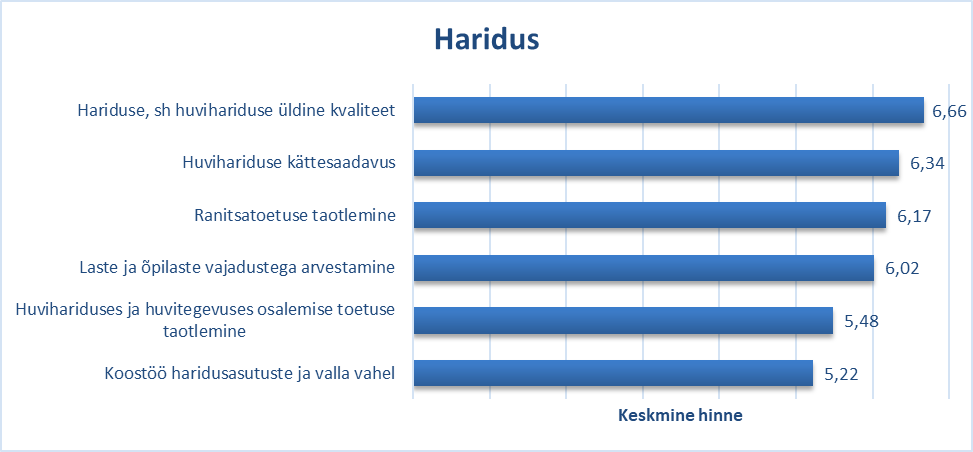 Haridus
Hariduse, sh huvihariduse üldine kvaliteet
6,66
Huvihariduse kättesaadavus
6,34
Ranitsatoetuse taotlemine
6,17
Laste ja õpilaste vajadustega arvestamine
6,02
Huvihariduses ja huvitegevuses osalemise toetuse
taotlemine
5,48
Koostöö haridusasutuste ja valla vahel
5,22
Keskmine hinne